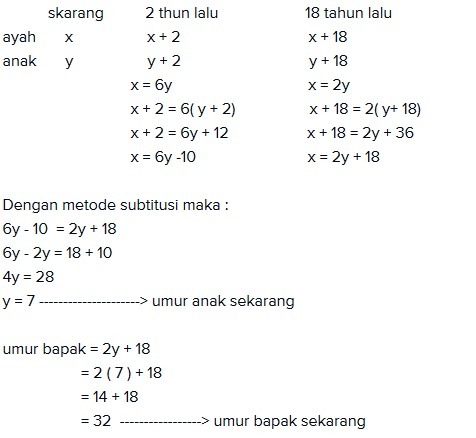 skarang 2 thun lalu 18 tahun lalu
ayah x x + 2 x + 18
anak y y + 2 y + 18
x = 6y x = 2y
x + 2 = 6( y + 2) x + 18 = 2( y+ 18)
x + 2 = 6y + 12 x + 18 = 2y + 36
x = 6y -10 x = 2y + 18
Dengan metode subtitusi maka :
6y - 10 = 2y + 18
6y - 2y = 18 + 10
4y = 28
y = 7 ---------------------> umur anak sekarang
umur bapak = 2y + 18
= 2 ( 7 ) + 18
= 14 + 18
= 32 -----------------> umur bapak sekarang